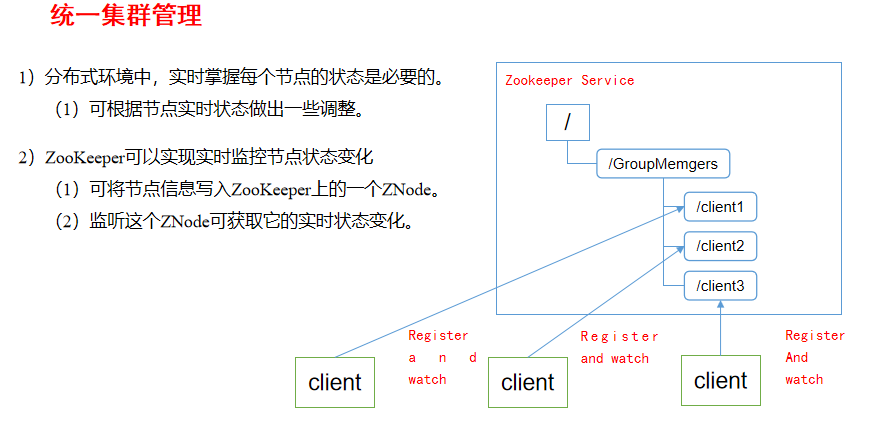 统一集群管理
1）分布式环境中，实时掌握每个节点的状态是必要的。
（1）可根据节点实时状态做出一些调整。
2）ZooKeeper可以实现实时监控节点状态变化
（1）可将节点信息写入ZooKeeper上的一个ZNode。
（2）监听这个ZNode可获取它的实时状态变化。
Zookeeper Service
/
/GroupMemgers
/client1
/client2
/client3
Register
and
watch
Register
and watch
Register
And
watch
client
client
client